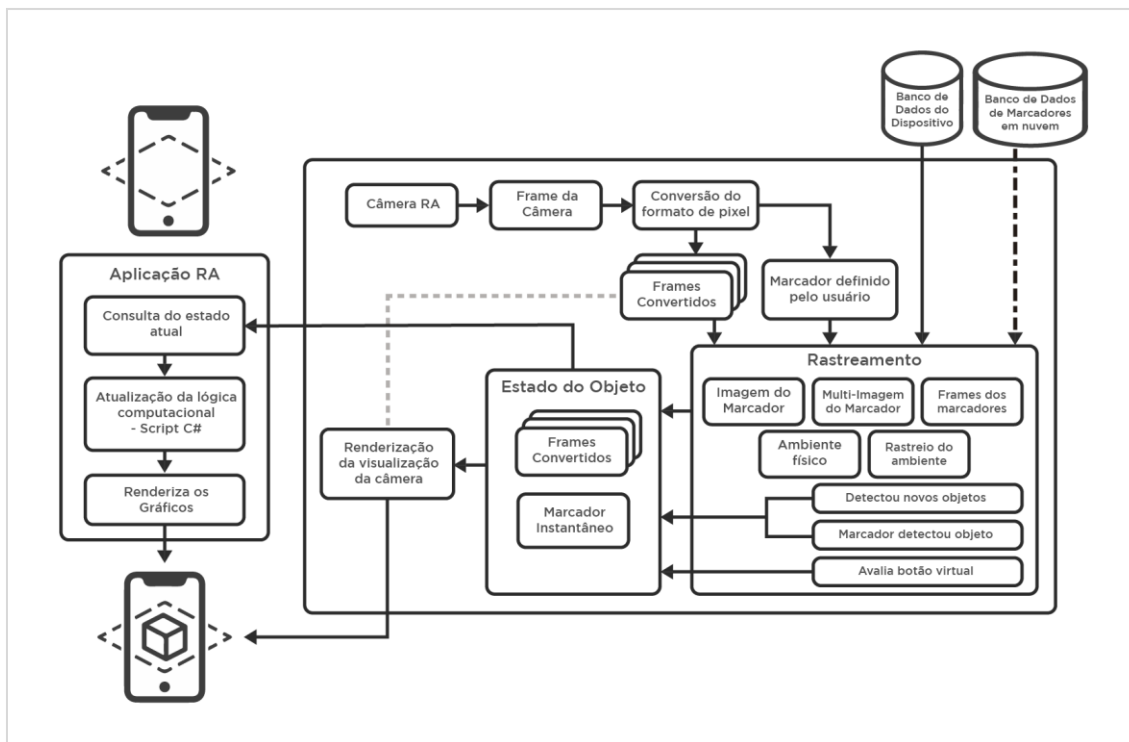 Banco de
Dados do
Dispositivo
Banco de Dados
de Marcadores
em nuvem
Câmera RA
Frame da
Câmera
Conversão do
formato de pixel
Aplicação RA
Consulta do estado
atual
Atualização da lógica
computacional
- Script C#
Renderiza os
Gráficos
Frames
Convertidos
Marcador definido
pelo usuário
Renderização
da visualização
da câmera
Estado do Objeto
Frames
Convertidos
Marcador
Instantâneo
Rastreamento
Imagem do
Marcador
Multi-Imagem
do Marcador
Frames dos
marcadores
Ambiente
físico
Rastreio do
ambiente
Detectou novos objetos
Marcador detectou objeto
Avalia botão virtual